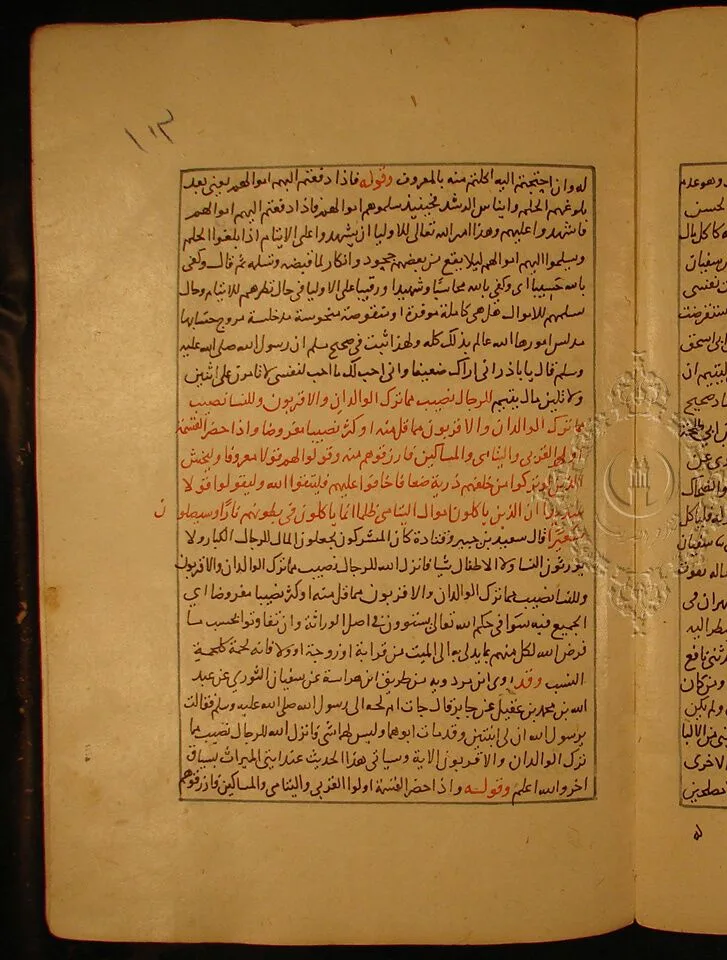 ١١٣
له وان احتجتم اليه اكلتم منه بالمعروف وقوله فاذا دفعتم اليهم اموالهم يعني بعد
بلوغهم الحلم وايناس الرشد فحينيذ سلموهم اموالهم فاذا دفعتم اليهم اموالهم
فاشهدوا عليهم وهذا امر الله تعالى للاوليا ان يشهدوا على الايتام اذا بلغوا الحلم
وسلموا اليهم اموالهم ليلا يقع من بعضهم جحود وانكار لما قبضه وتسلمه ثم قال وكفى
بالله حسيبا اي وكفى بالله محاسبا وشهيدا ورقيبا على الاوليا في حال نظرهم للايتام وحال
تسلمهم للاموال هل هي كاملة موفرة او منقوصة مبخوسة مدخلسة مروج حسابها
مدلس امورها الله عالم بذلك كله ولهذا ثبت في صحيح مسلم ان رسول الله صلى الله عليه
وسلم قال يا باذر اني اراك ضعيفا واني احب لك ما احب لنفسي لا تامرن على اثنين
ولا تلين مال يتيم للرجال نصيب مما ترك الوالدان والاقربون وللنسا نصيب
مما ترك الوالدان والاقربون مما قل منه او كثر نصيبا مفروضا واذا حضر القسمة
اولوا القربى واليتامى والمساكين فارزقوهم منه وقولوا لهم قولا معروفا وليخش
الذين لو تركوا من خلفهم ذرية ضعافا خافوا عليهم فليتقوا الله وليقولوا قولا
سديدا ان الذين ياكلون اموال اليتامى ظلما انما ياكلون في بطونهم نارا وسيصلون
سعيرا قال سعيد بن جبير وقتادة كان المشركون يجعلون المال للرجال الكبار ولا
يورثون النسا ولا الاطفال شيا فانزل الله للرجال نصيب مما ترك الوالدان والاقربون
وللنسا نصيب مما ترك الوالدان والاقربون مما قل منه او كثر نصيبا مفروضا اي
الجميع فيه سوا في حكم الله تعالى يستوون في اصل الوراثة وان تفاوتوا بحسب ما
فرض الله لكل منهم بما يدلي به الى الميت من قرابة او زوجة او ولا فانه لحمة كلحمة
النسب وقد روى ابن مردويه من طريق ابن هراسة عن سفيان الثوري عن عبد
الله بن محمد بن عقيل عن جابر قال جات ام كحة الى رسول الله صلى الله عليه وسلم فقالت
يرسول الله ان لي ابنتين وقد مات ابوهما وليس لهما شي فانزل الله للرجال نصيب مما
ترك الوالدان والاقربون الاية وسياتي هذا الحديث عند ايتي الميراث بسياق
اخر والله اعلم وقوله واذا حضر القسمة اولوا القربى واليتامى والمساكين فارزقوهم